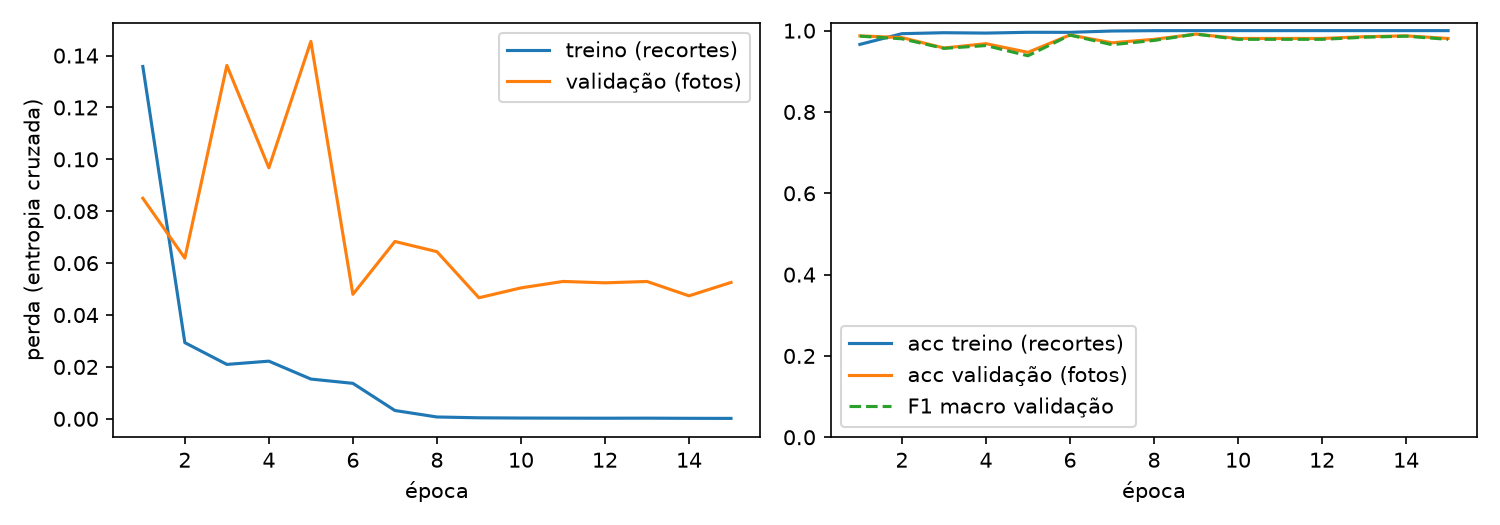 perda (entropia cruzada)
0.14
0.12
0.10
0.08
0.06
0.04
0.02
0.00
treino (recortes)
validação (fotos)
2 4 6 8 10 12 14
época
1.0
0.8
0.6
0.4
0.2
0.0
acc treino (recortes)
acc validação (fotos)
F1 macro validação
2 4 6 8 10 12 14
época